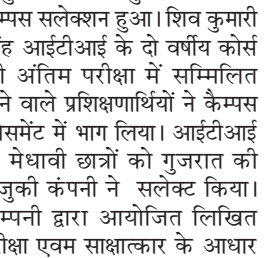 म्पस सलेक्शन हुआ। शिव कुमारी
ंह आईटीआई के दो वर्षीय कोर्स
ी अंतिम परीक्षा में सम्मिलित
ने वाले प्रशिक्षणार्थियों ने कैम्पस
ेसमेंट में भाग लिया। आईटीआई
मेधावी छात्रों को गुजरात की
जुकी कंपनी ने सलेक्ट किया।
म्पनी द्वारा आयोजित लिखित
ीक्षा एवम साक्षात्कार के आधार